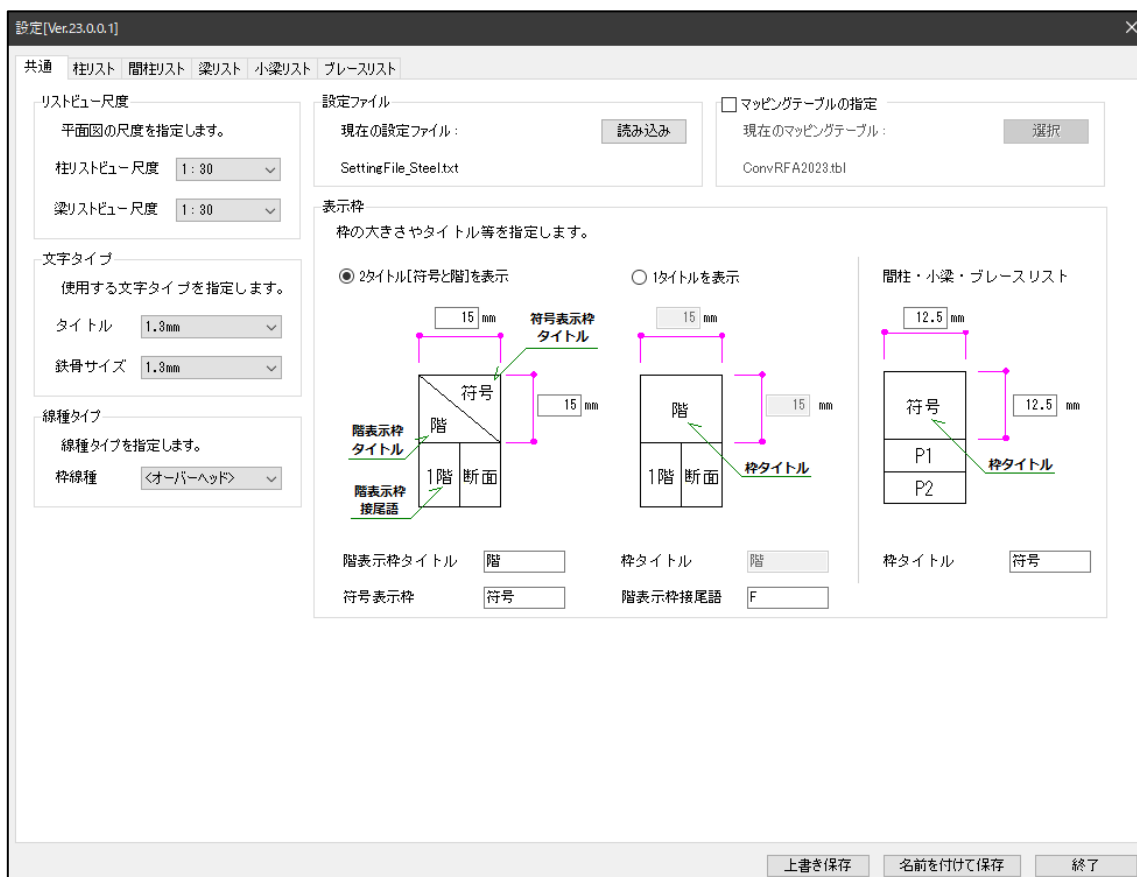 設定[Ver.23.0.0.1]
共通 柱リスト 間柱リスト 梁リスト 小梁リスト ブレースリスト
リストビュー尺度
平面図の尺度を指定します。
柱リストビュー尺度 1 : 30
梁リストビュー尺度 1 : 30
文字タイプ
使用する文字タイプを指定します。
タイトル 1.3mm
鉄骨サイズ 1.3mm
線種タイプ
線種タイプを指定します。
枠線種 <オーバーヘッド>
設定ファイル
現在の設定ファイル : 読み込み
SettingFile_Steel.txt
マッピングテーブルの指定
現在のマッピングテーブル : 選択
ConvRFA2023.tbl
表示枠
枠の大きさやタイトル等を指定します。
2タイトル[符号と階]を表示
15 mm
符号表示枠
タイトル
符号
階
15 mm
階表示枠
タイトル
1階 断面
階表示枠
接尾語
1タイトルを表示
15 mm
階
15 mm
1階 断面
枠タイトル
間柱・小梁・ブレースリスト
12.5 mm
符号
12.5 mm
P1
P2
枠タイトル
階表示枠タイトル 階
符号表示枠 符号
枠タイトル 階
階表示枠接尾語 F
枠タイトル 符号
上書き保存 名前を付けて保存 終了